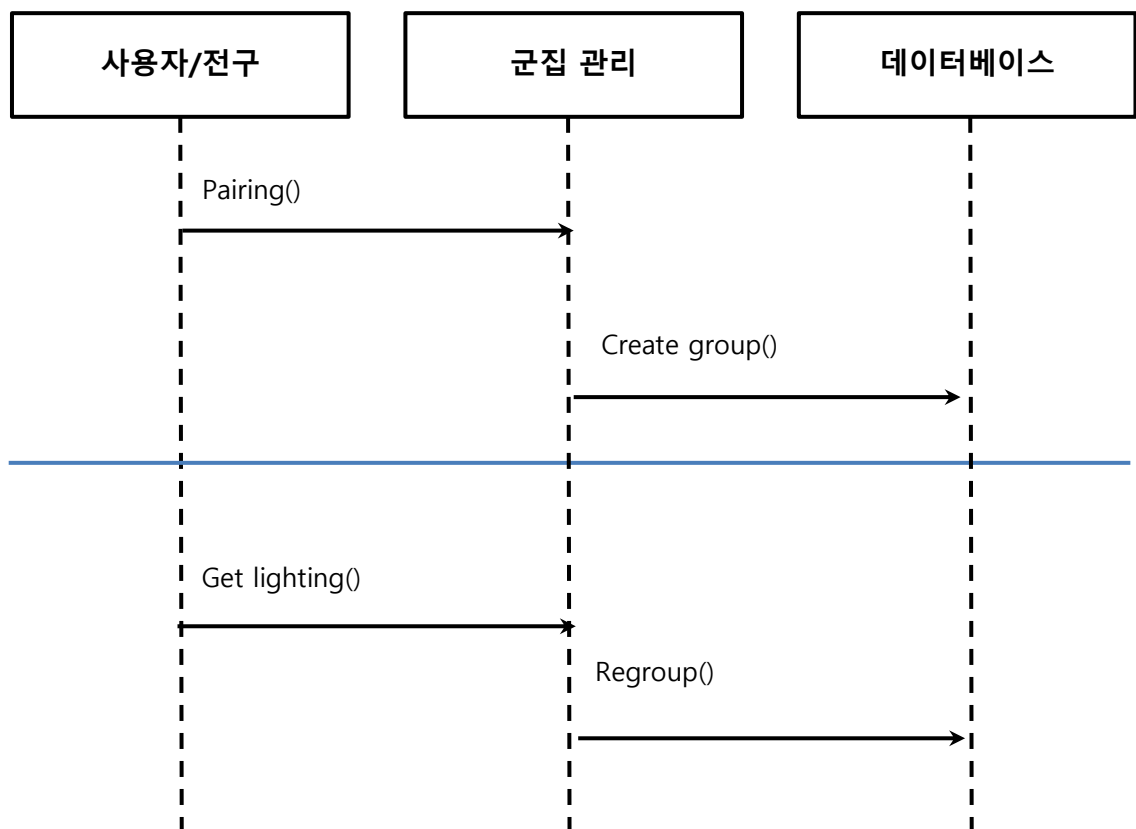 사용자/전구
군집 관리
데이터베이스
Pairing()
Create group()
Get lighting()
Regroup()